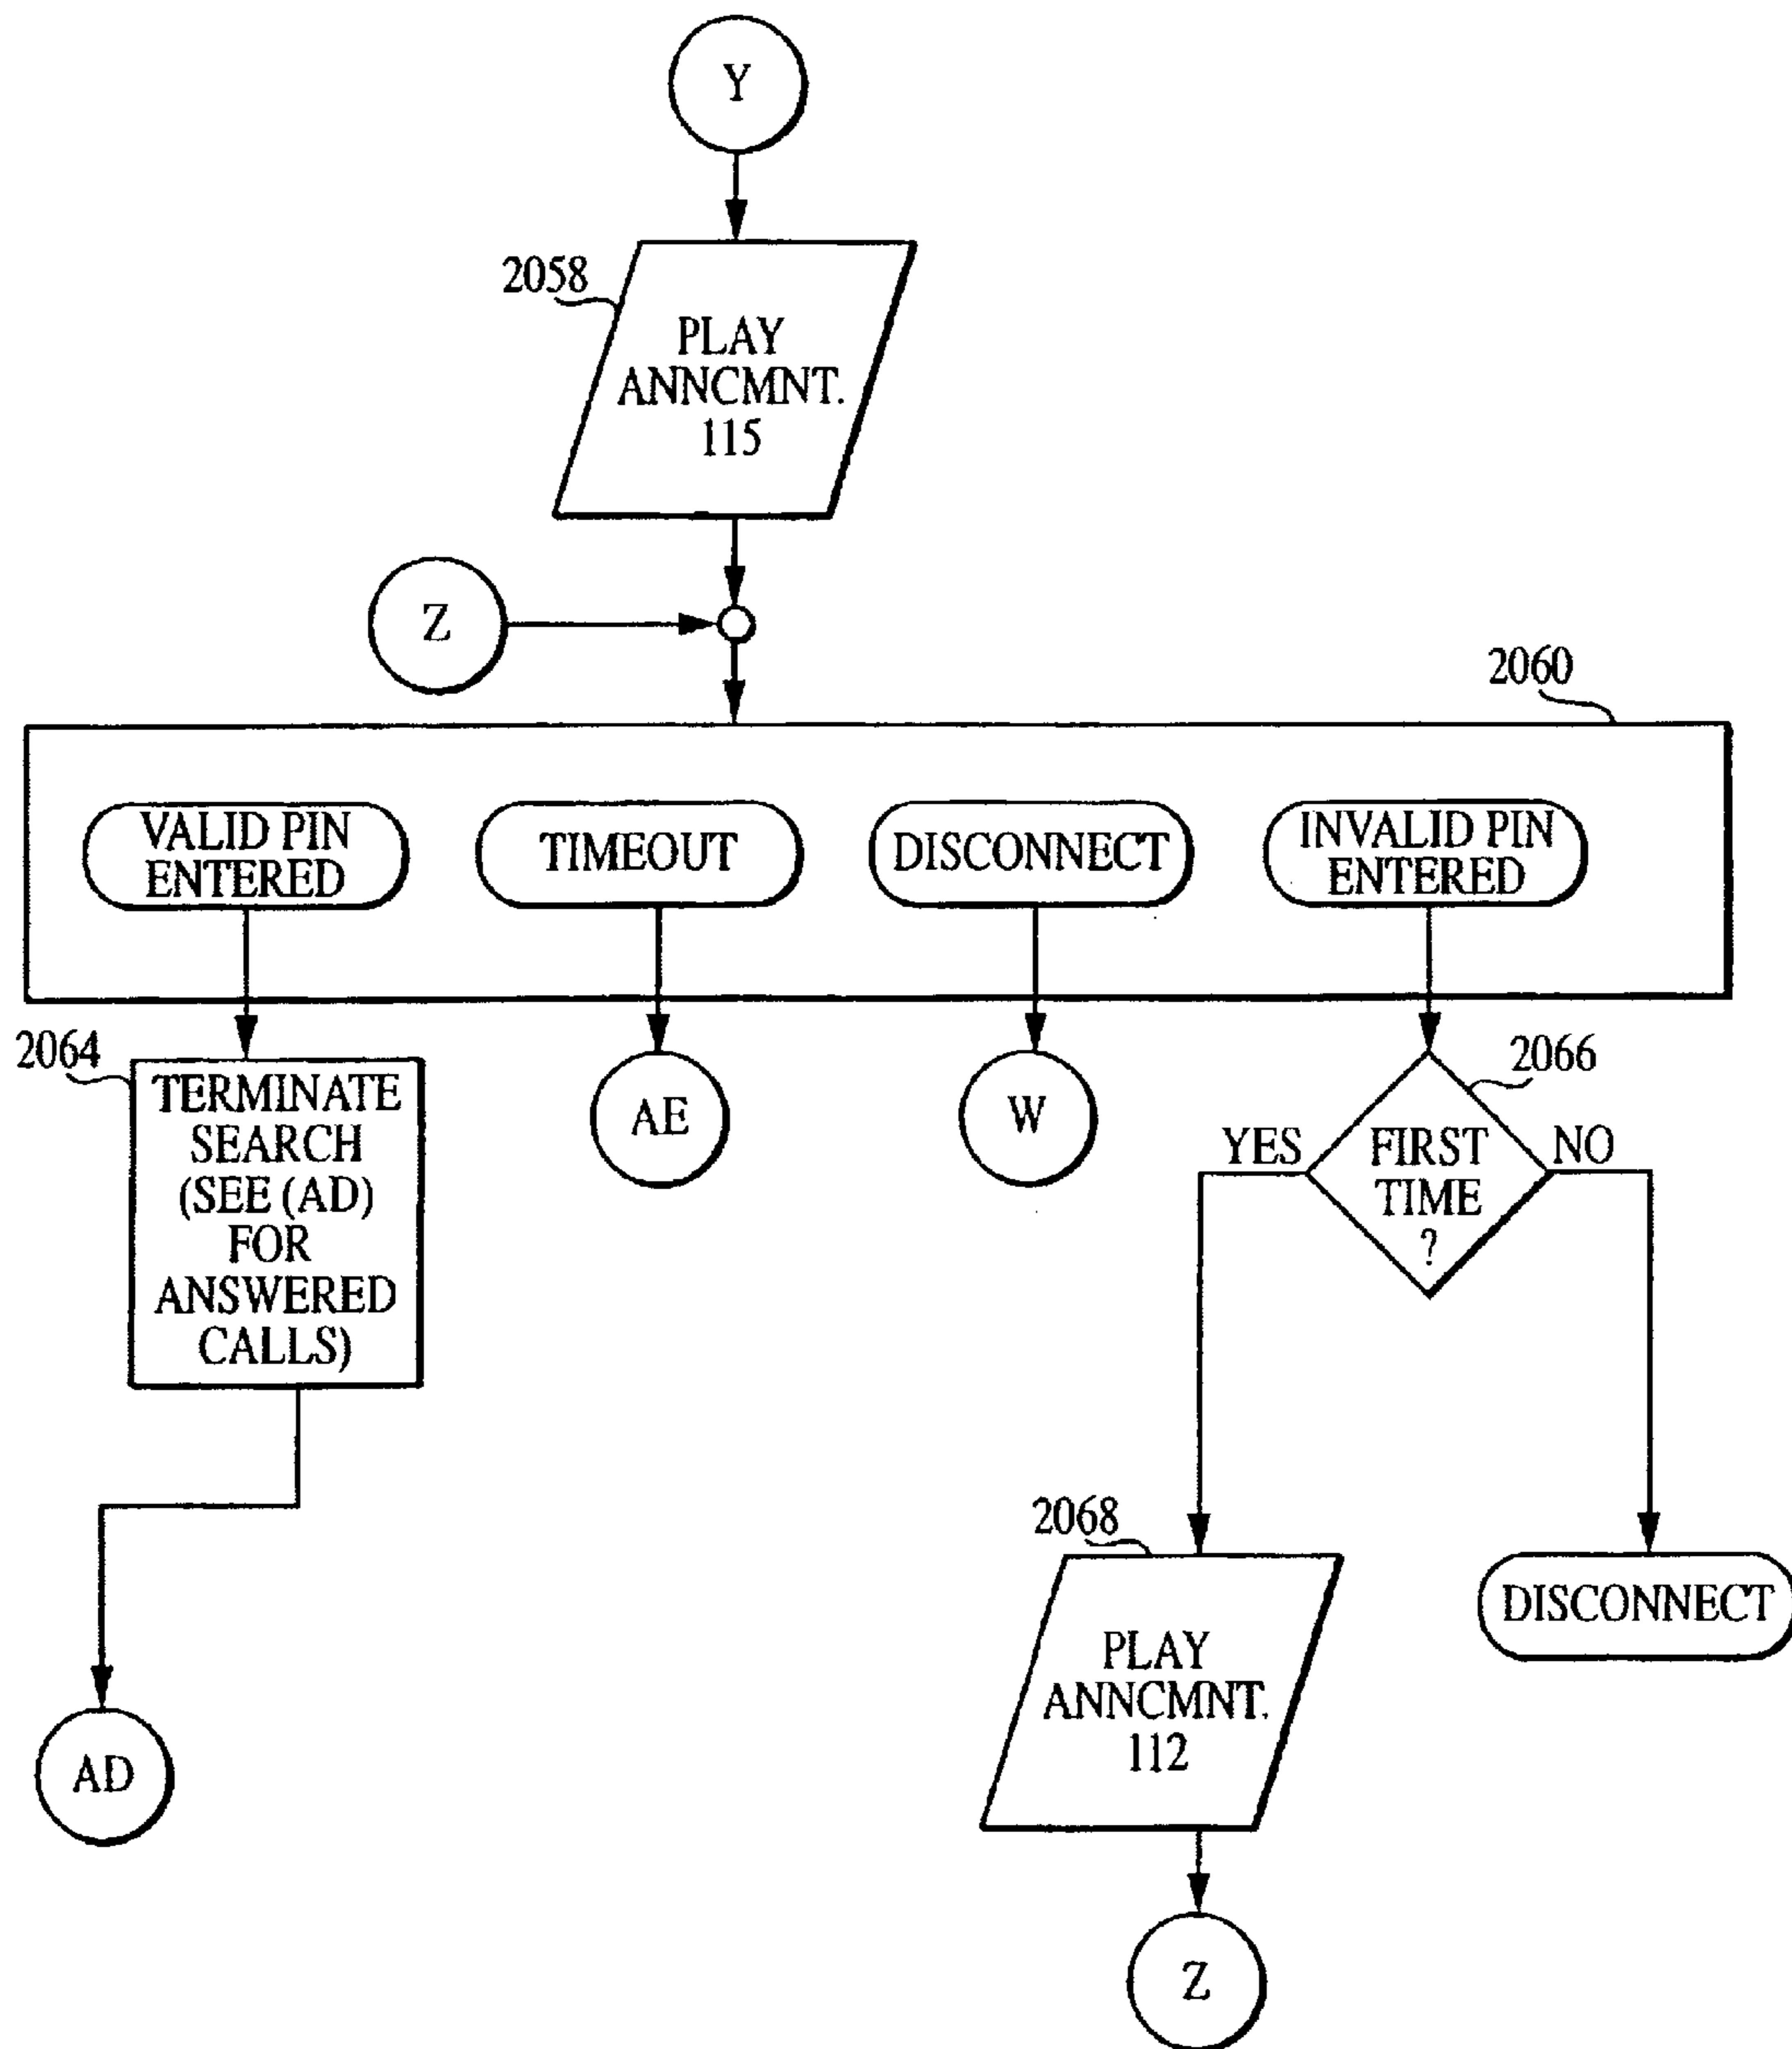 Y
2058
PLAY
ANNCMNT.
115
Z
2060
VALID PIN
ENTERED
TIMEOUT
DISCONNECT
INVALID PIN
ENTERED
2064
TERMINATE
SEARCH
(SEE (AD)
FOR
ANSWERED
CALLS)
AE
W
2066
YES
FIRST
TIME
?
NO
2068
PLAY
ANNCMNT.
112
DISCONNECT
AD
Z